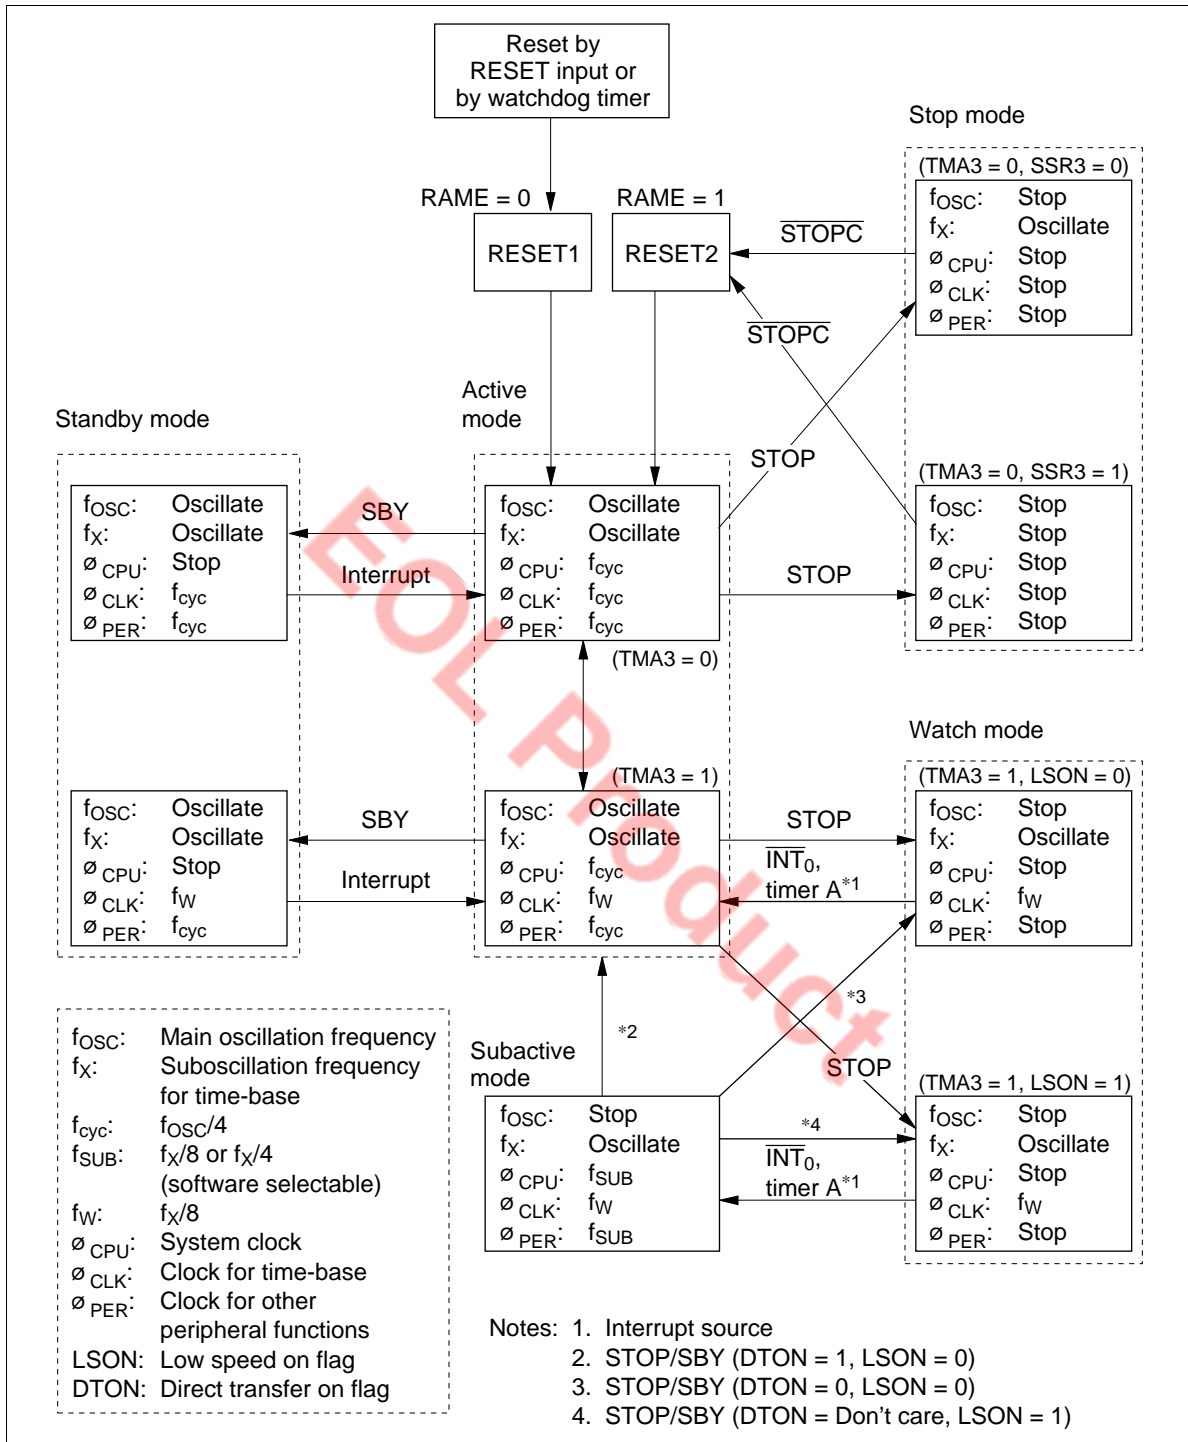 Reset by
RESET input or
by watchdog timer
Stop mode
RAME = 0
RAME = 1
RESET1
RESET2
STOPC
STOPC
(TMA3 = 0, SSR3 = 0)
fOSC: Stop
fX: Oscillate
ø CPU: Stop
ø CLK: Stop
ø PER: Stop
Standby mode
Active
mode
STOP
(TMA3 = 0, SSR3 = 1)
fOSC: Oscillate
fX: Oscillate
ø CPU: Stop
ø CLK: fcyc
ø PER: fcyc
SBY
Interrupt
fOSC: Oscillate
fX: Oscillate
ø CPU: fcyc
ø CLK: fcyc
ø PER: fcyc
(TMA3 = 0)
STOP
fOSC: Stop
fX: Stop
ø CPU: Stop
ø CLK: Stop
ø PER: Stop
EOL Product
Watch mode
(TMA3 = 1)
(TMA3 = 1, LSON = 0)
fOSC: Oscillate
fX: Oscillate
ø CPU: Stop
ø CLK: fW
ø PER: fcyc
SBY
Interrupt
fOSC: Oscillate
fX: Oscillate
ø CPU: fcyc
ø CLK: fW
ø PER: fcyc
STOP
INT0,
timer A*1
fOSC: Stop
fX: Oscillate
ø CPU: Stop
ø CLK: fW
ø PER: Stop
*2
*3
STOP
Subactive
mode
(TMA3 = 1, LSON = 1)
fOSC: Stop
fX: Oscillate
ø CPU: fSUB
ø CLK: fW
ø PER: fSUB
*4
INT0,
timer A*1
fOSC: Stop
fX: Oscillate
ø CPU: Stop
ø CLK: fW
ø PER: Stop
fOSC: Main oscillation frequency
fX: Suboscillation frequency
for time-base
fcyc: fOSC/4
fSUB: fX/8 or fX/4
(software selectable)
fW: fX/8
ø CPU: System clock
ø CLK: Clock for time-base
ø PER: Clock for other
peripheral functions
LSON: Low speed on flag
DTON: Direct transfer on flag
Notes: 1. Interrupt source
2. STOP/SBY (DTON = 1, LSON = 0)
3. STOP/SBY (DTON = 0, LSON = 0)
4. STOP/SBY (DTON = Don't care, LSON = 1)